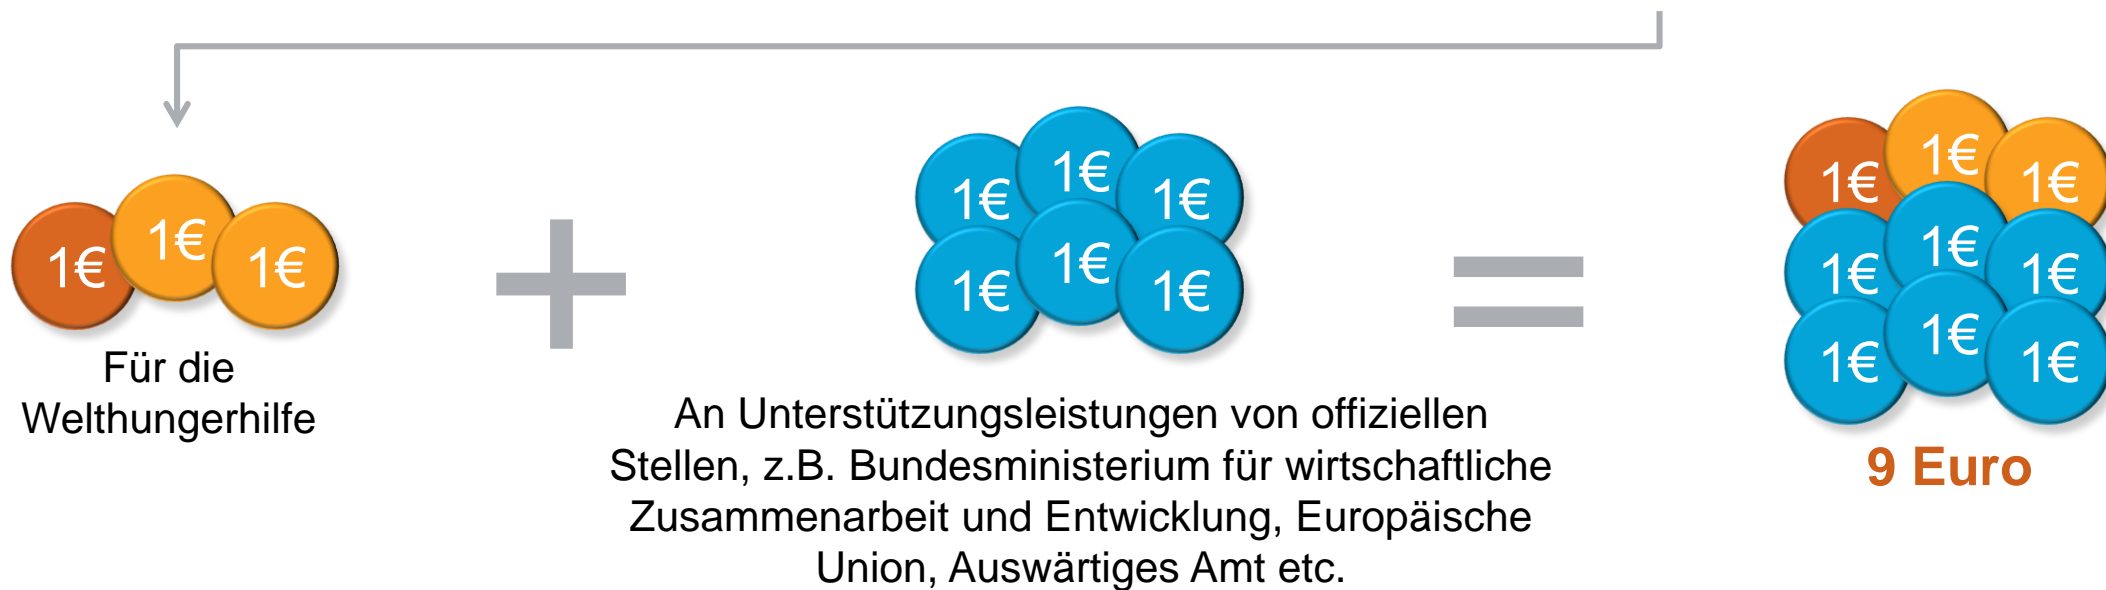 1€ 1€ 1€
Für die
Welthungerhilfe
+
1€ 1€ 1€
1€ 1€ 1€
An Unterstützungsleistungen von offiziellen
Stellen, z.B. Bundesministerium für wirtschaftliche
Zusammenarbeit und Entwicklung, Europäische
Union, Auswärtiges Amt etc.
=
1€ 1€ 1€
1€ 1€ 1€
1€ 1€ 1€
9 Euro